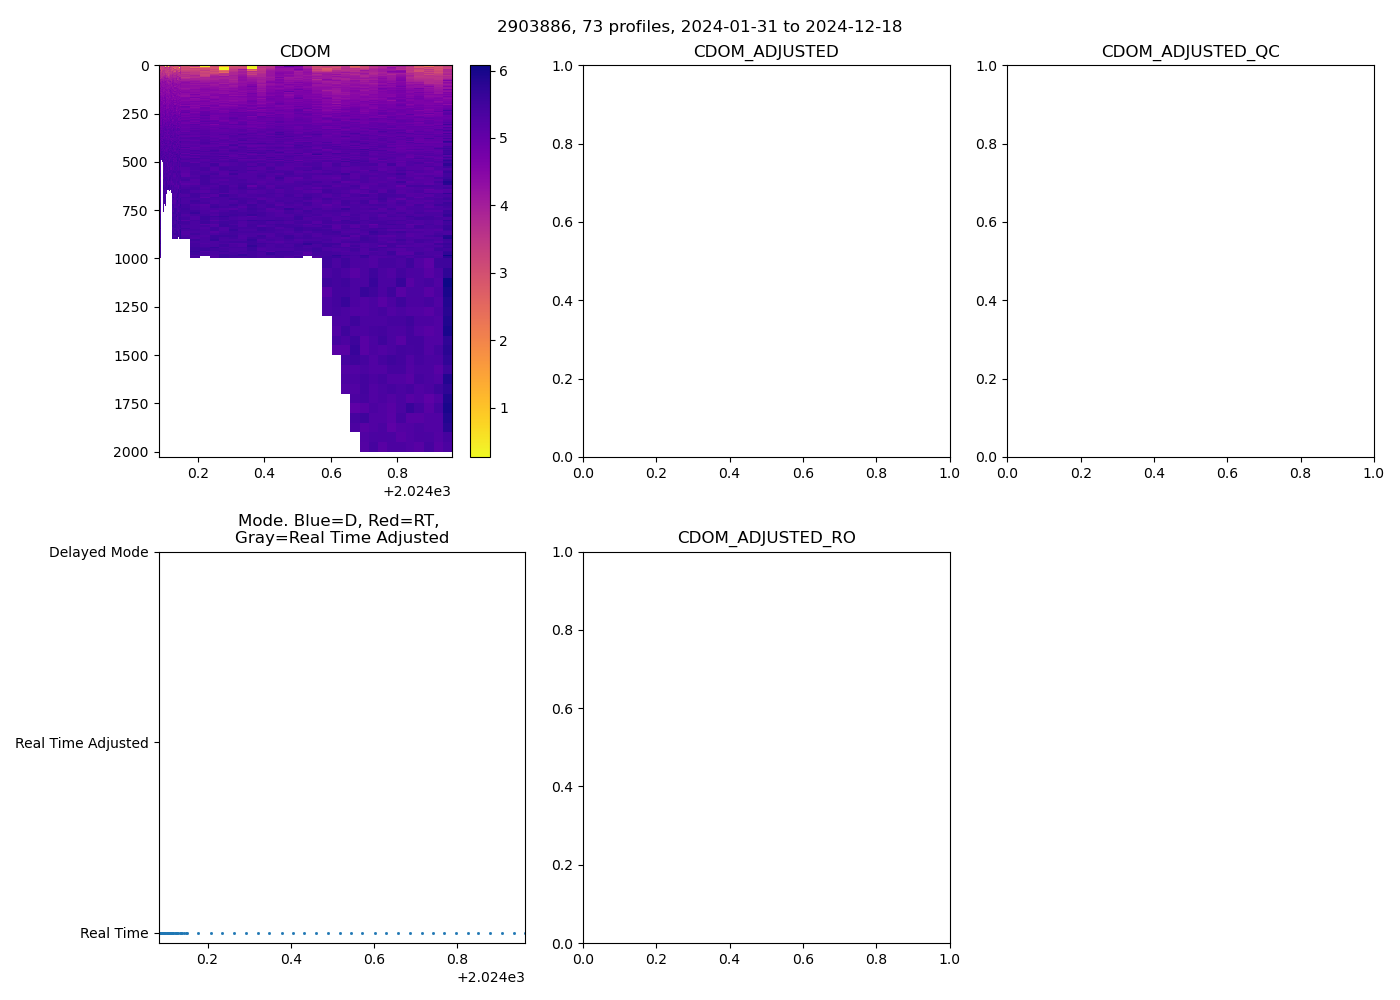 2903886, 73 profiles, 2024-01-31 to 2024-12-18
CDOM
CDOM_ADJUSTED
CDOM_ADJUSTED_QC
0
250
500
750
1000
1250
1500
1750
2000
0.2 0.4 0.6 0.8
+2.024e3
6
5
4
3
2
1
1.0
0.8
0.6
0.4
0.2
0.0
0.0 0.2 0.4 0.6 0.8 1.0
1.0
0.8
0.6
0.4
0.2
0.0
0.0 0.2 0.4 0.6 0.8 1.0
Mode. Blue=D, Red=RT,
Gray=Real Time Adjusted
Delayed Mode
Real Time Adjusted
Real Time
0.2 0.4 0.6 0.8
+2.024e3
CDOM_ADJUSTED_RO
1.0
0.8
0.6
0.4
0.2
0.0
0.0 0.2 0.4 0.6 0.8 1.0